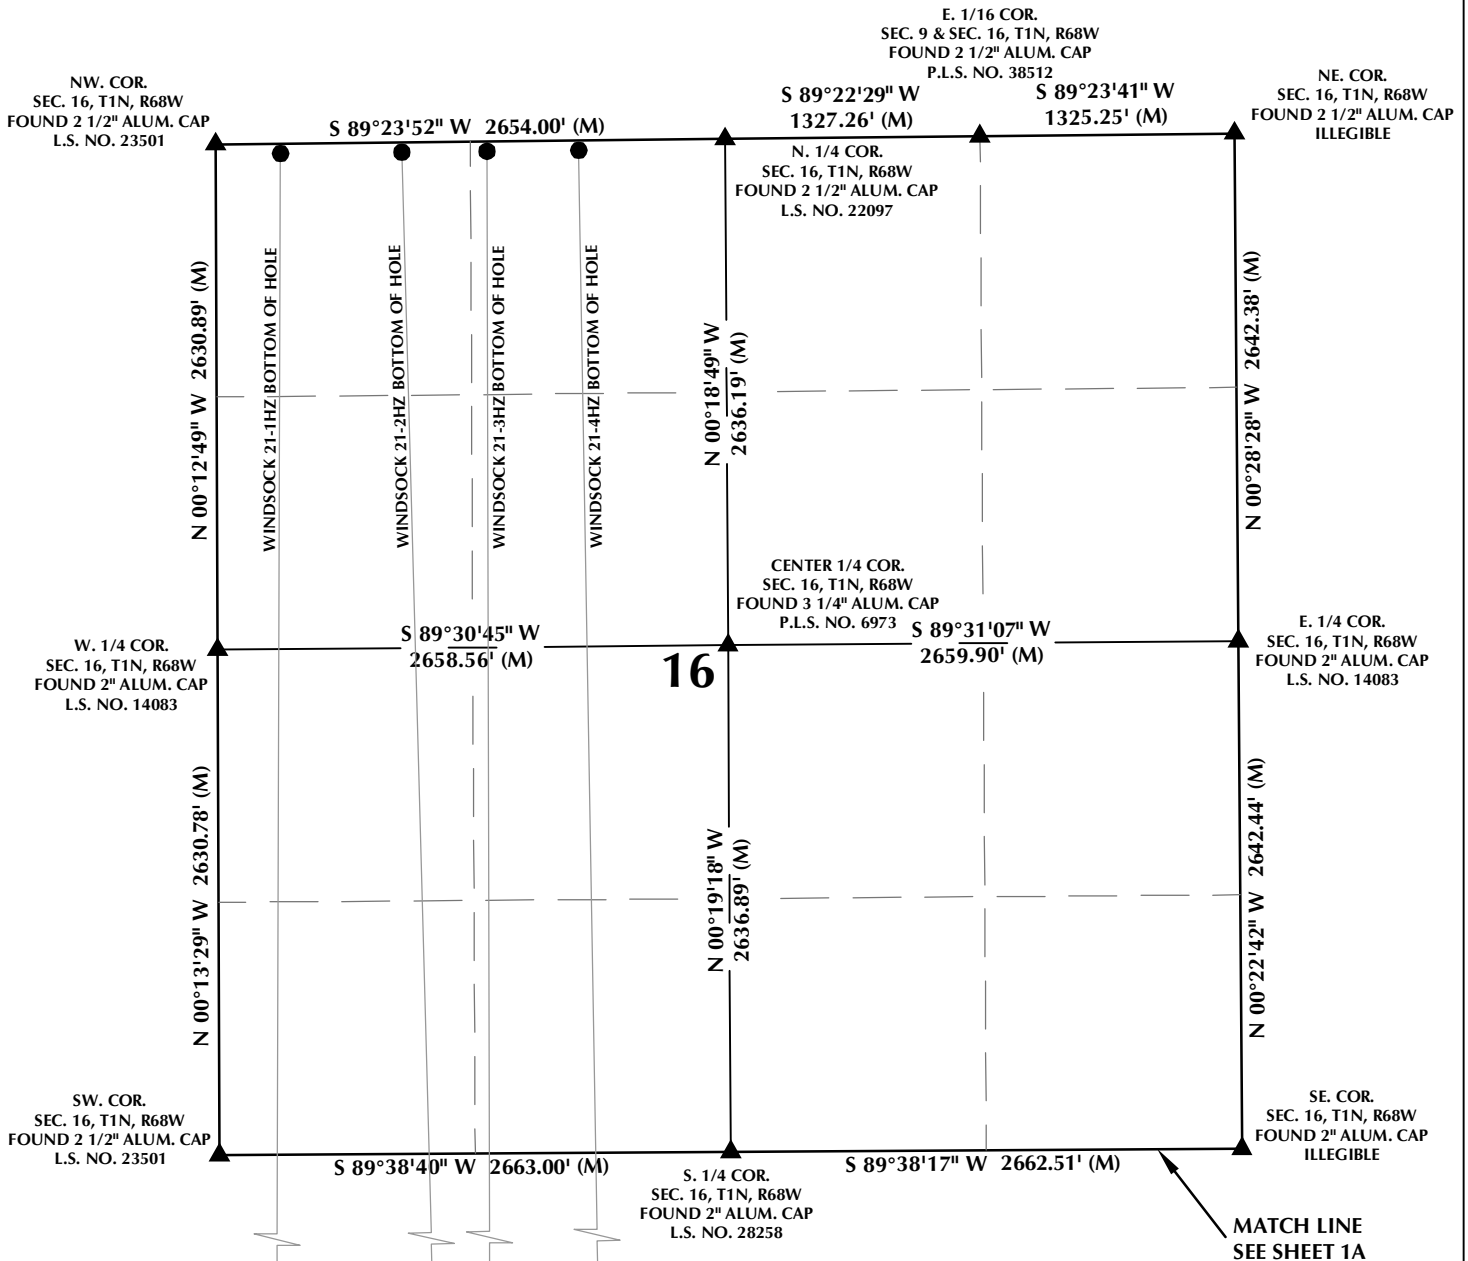 E. 1/16 COR.
SEC. 9 & SEC. 16, T1N, R68W
FOUND 2 1/2" ALUM. CAP
P.L.S. NO. 38512
NW. COR.
SEC. 16, T1N, R68W
FOUND 2 1/2" ALUM. CAP
L.S. NO. 23501
S 89°23'52" W 2654.00' (M)
S 89°22'29" W
1327.26' (M)
S 89°23'41" W
1325.25' (M)
NE. COR.
SEC. 16, T1N, R68W
FOUND 2 1/2" ALUM. CAP
ILLEGIBLE
N. 1/4 COR.
SEC. 16, T1N, R68W
FOUND 2 1/2" ALUM. CAP
L.S. NO. 22097
N 00°12'49" W 2630.89' (M)
WINDSOCK 21-1HZ BOTTOM OF HOLE
WINDSOCK 21-2HZ BOTTOM OF HOLE
WINDSOCK 21-3HZ BOTTOM OF HOLE
WINDSOCK 21-4HZ BOTTOM OF HOLE
N 00°18'49" W
2636.19' (M)
N 00°28'28" W 2642.38' (M)
CENTER 1/4 COR.
SEC. 16, T1N, R68W
FOUND 3 1/4" ALUM. CAP
P.L.S. NO. 6973
W. 1/4 COR.
SEC. 16, T1N, R68W
FOUND 2" ALUM. CAP
L.S. NO. 14083
S 89°30'45" W
2658.56' (M)
16
S 89°31'07" W
2659.90' (M)
E. 1/4 COR.
SEC. 16, T1N, R68W
FOUND 2" ALUM. CAP
L.S. NO. 14083
N 00°13'29" W 2630.78' (M)
N 00°19'18" W
2636.89' (M)
N 00°22'42" W 2642.44' (M)
SW. COR.
SEC. 16, T1N, R68W
FOUND 2 1/2" ALUM. CAP
L.S. NO. 23501
S 89°38'40" W 2663.00' (M)
S. 1/4 COR.
SEC. 16, T1N, R68W
FOUND 2" ALUM. CAP
L.S. NO. 28258
S 89°38'17" W 2662.51' (M)
SE. COR.
SEC. 16, T1N, R68W
FOUND 2" ALUM. CAP
ILLEGIBLE
MATCH LINE
SEE SHEET 1A